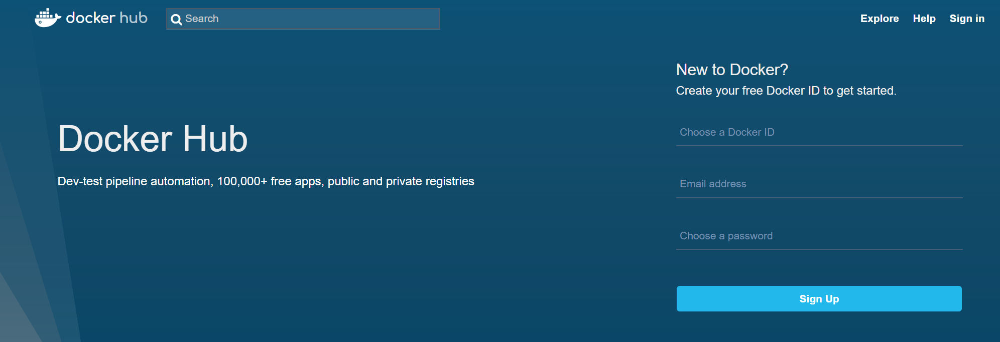 docker hub
Search
Explore
Help
Sign in
New to Docker?
Create your free Docker ID to get started.
Docker Hub
Dev-test pipeline automation, 100,000+ free apps, public and private registries
Choose a Docker ID
Email address
Choose a password
Sign Up